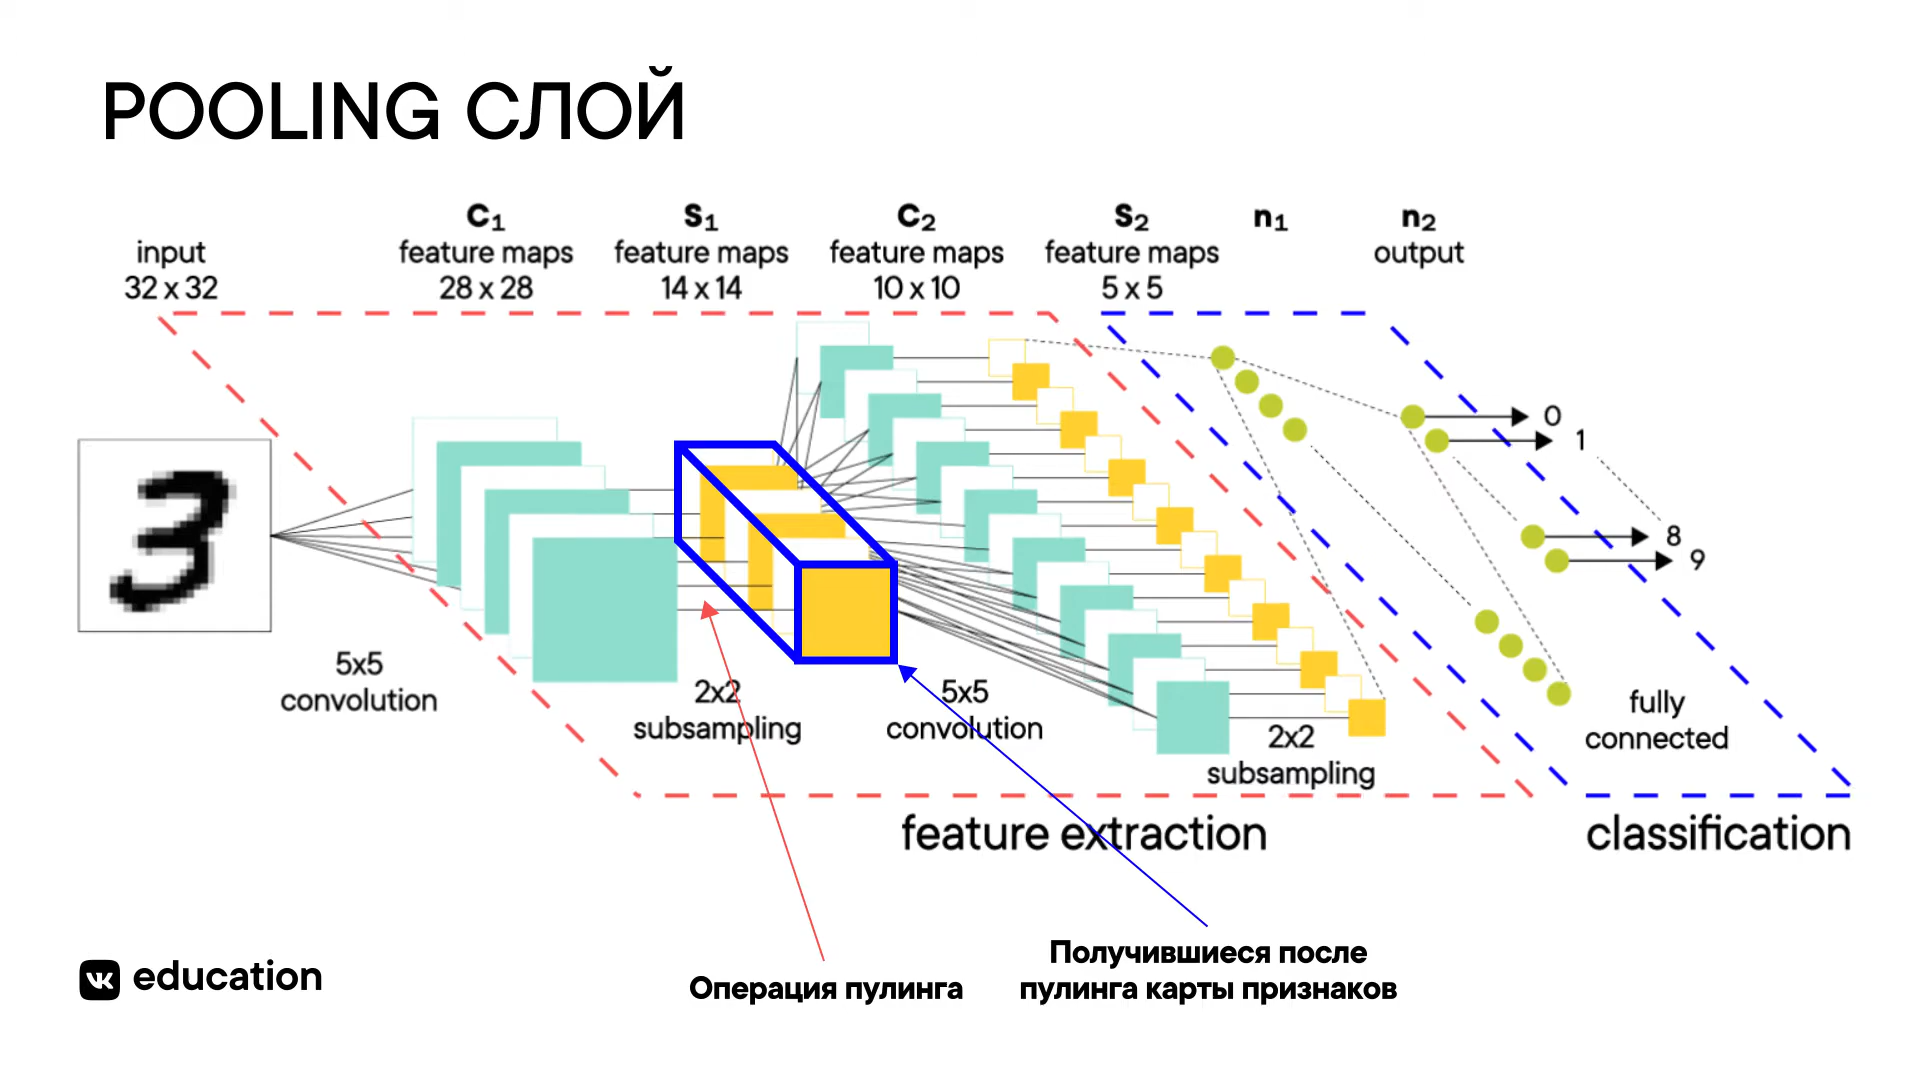 POOLING СЛОЙ
C₁
S₁
C₂
S₂
n₁
n₂
input
feature maps
feature maps
feature maps
feature maps
output
32 x 32
28 x 28
14 x 14
10 x 10
5 x 5
0
1
8
9
3
5x5
convolution
2x2
subsampling
5x5
convolution
2x2
subsampling
fully
connected
feature extraction
classification
Операция пулинга
Получившиеся после
пулинга карты признаков
VK education